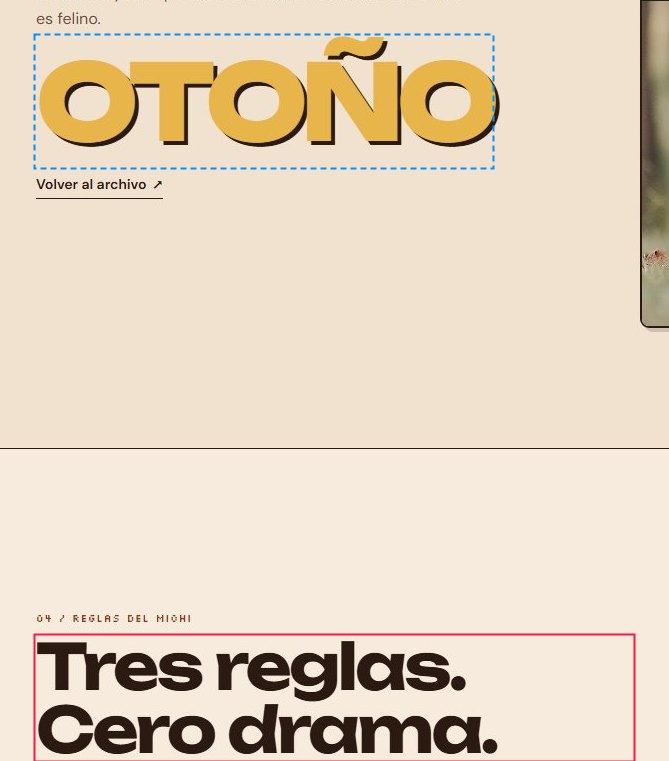 es felino.
OTOÑO
Volver al archivo ↗
04 / REGLAS DEL MICHI
Tres reglas.
Cero drama.